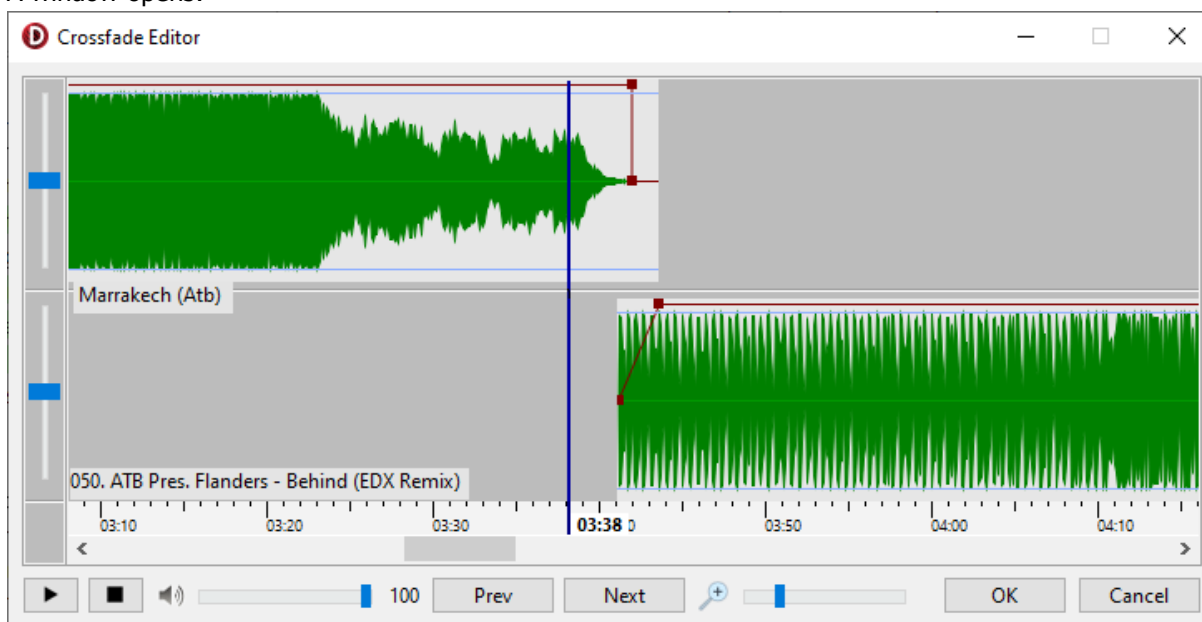 Crossfade Editor
Marrakech (Atb)
050. ATB Pres. Flanders - Behind (EDX Remix)
03:10 03:20 03:30 03:38 03:50 04:00 04:10
100 Prev Next OK Cancel